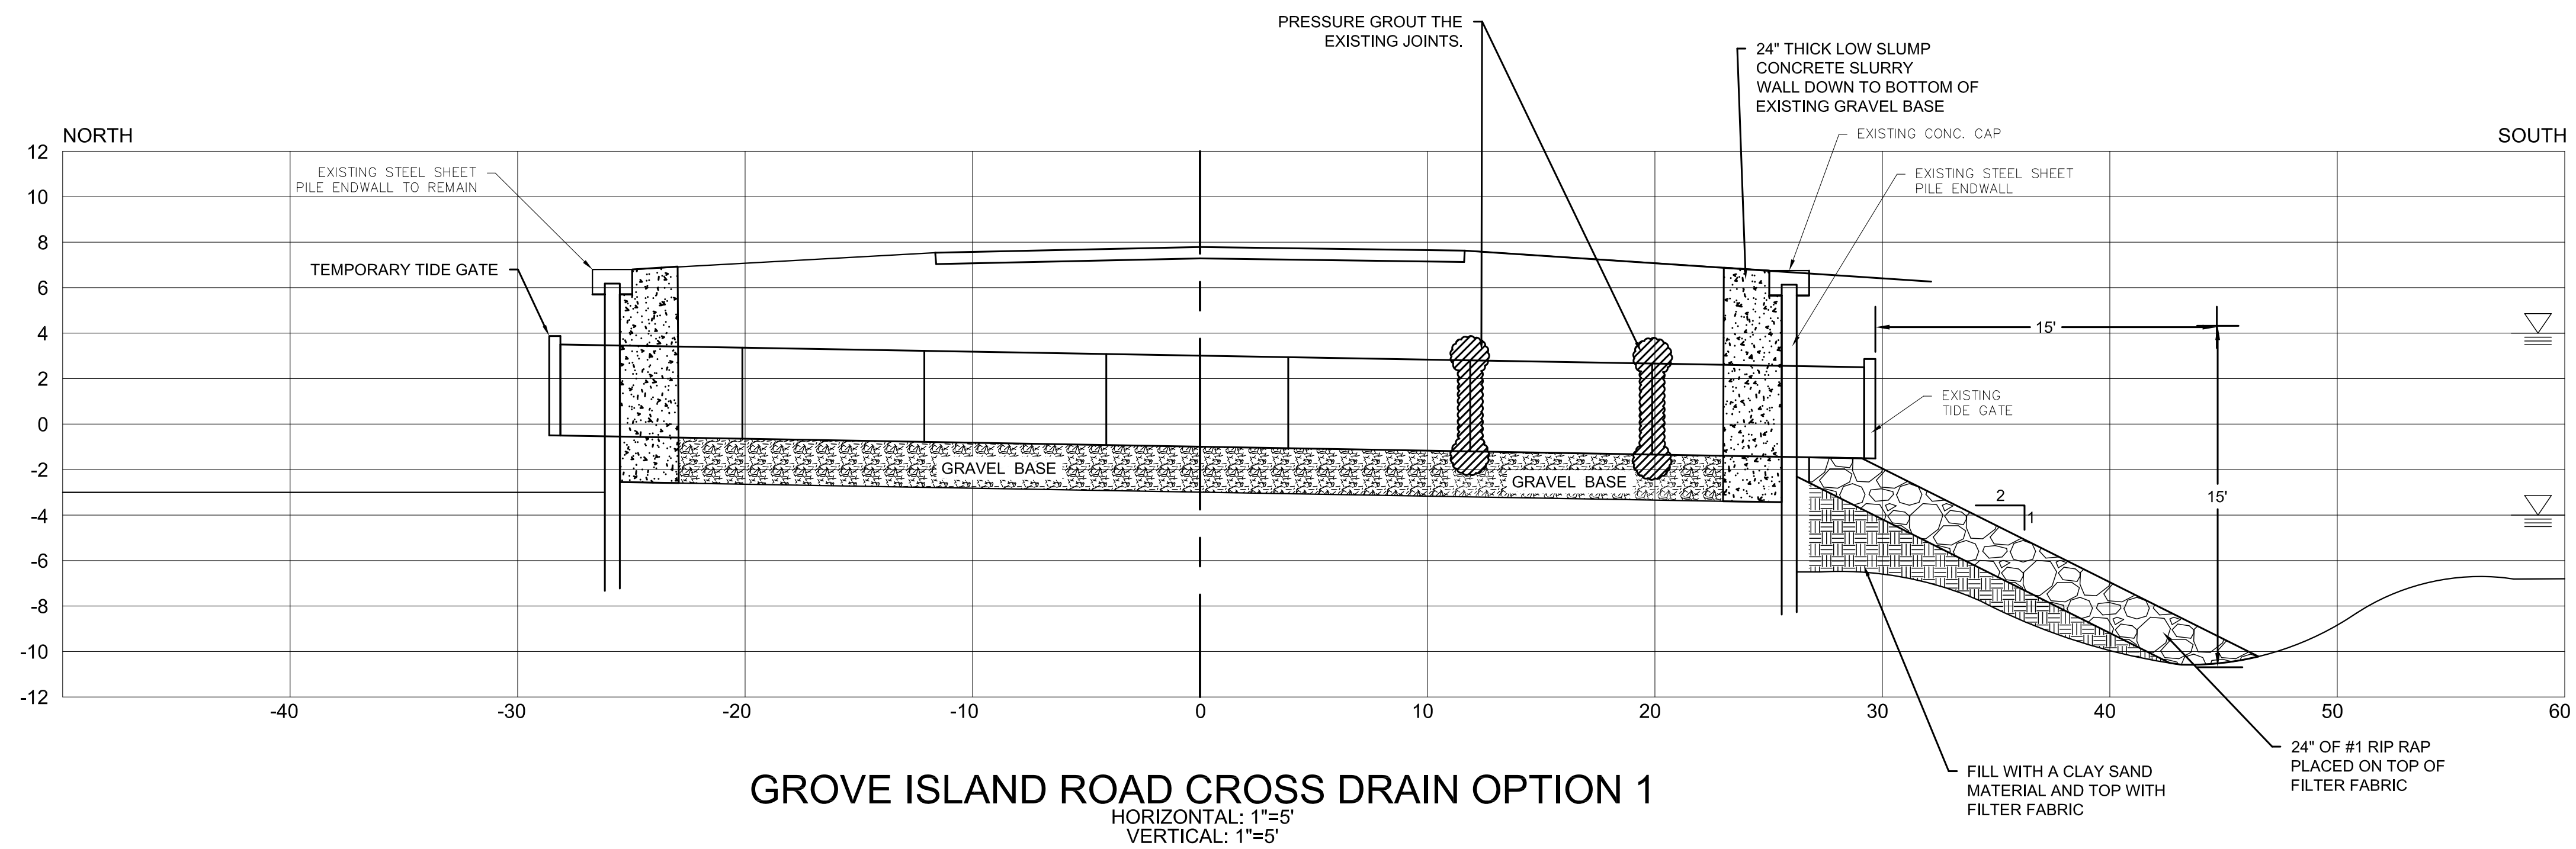 PRESSURE GROUT THE
EXISTING JOINTS.
24" THICK LOW SLUMP
CONCRETE SLURRY
WALL DOWN TO BOTTOM OF
EXISTING GRAVEL BASE
NORTH
EXISTING CONC. CAP
SOUTH
EXISTING STEEL SHEET
PILE ENDWALL TO REMAIN
EXISTING STEEL SHEET
PILE ENDWALL
TEMPORARY TIDE GATE
15'
EXISTING
TIDE GATE
GRAVEL BASE
GRAVEL BASE
2
1
15'
12
10
8
6
4
2
0
-2
-4
-6
-8
-10
-12
-40
-30
-20
-10
0
10
20
30
40
50
60
24" OF #1 RIP RAP
PLACED ON TOP OF
FILTER FABRIC
FILL WITH A CLAY SAND
MATERIAL AND TOP WITH
FILTER FABRIC
GROVE ISLAND ROAD CROSS DRAIN OPTION 1
HORIZONTAL: 1"=5'
VERTICAL: 1"=5'